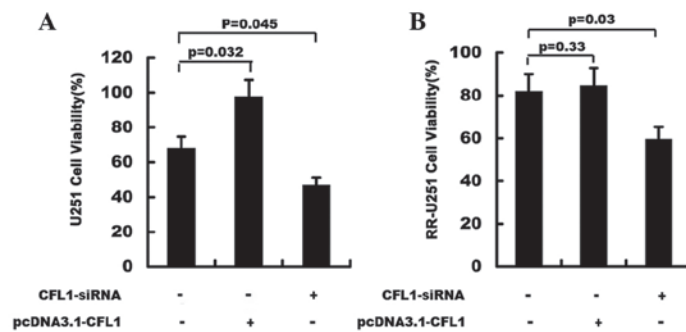 A
P=0.045
p=0.032
U251 Cell Viability(%)
120
100
80
60
40
20
0
CFL1-siRNA - - +
pcDNA3.1-CFL1 - + -
B
p=0.03
p=0.33
RR-U251 Cell Viability(%)
100
80
60
40
20
0
CFL1-siRNA - - +
pcDNA3.1-CFL1 - + -